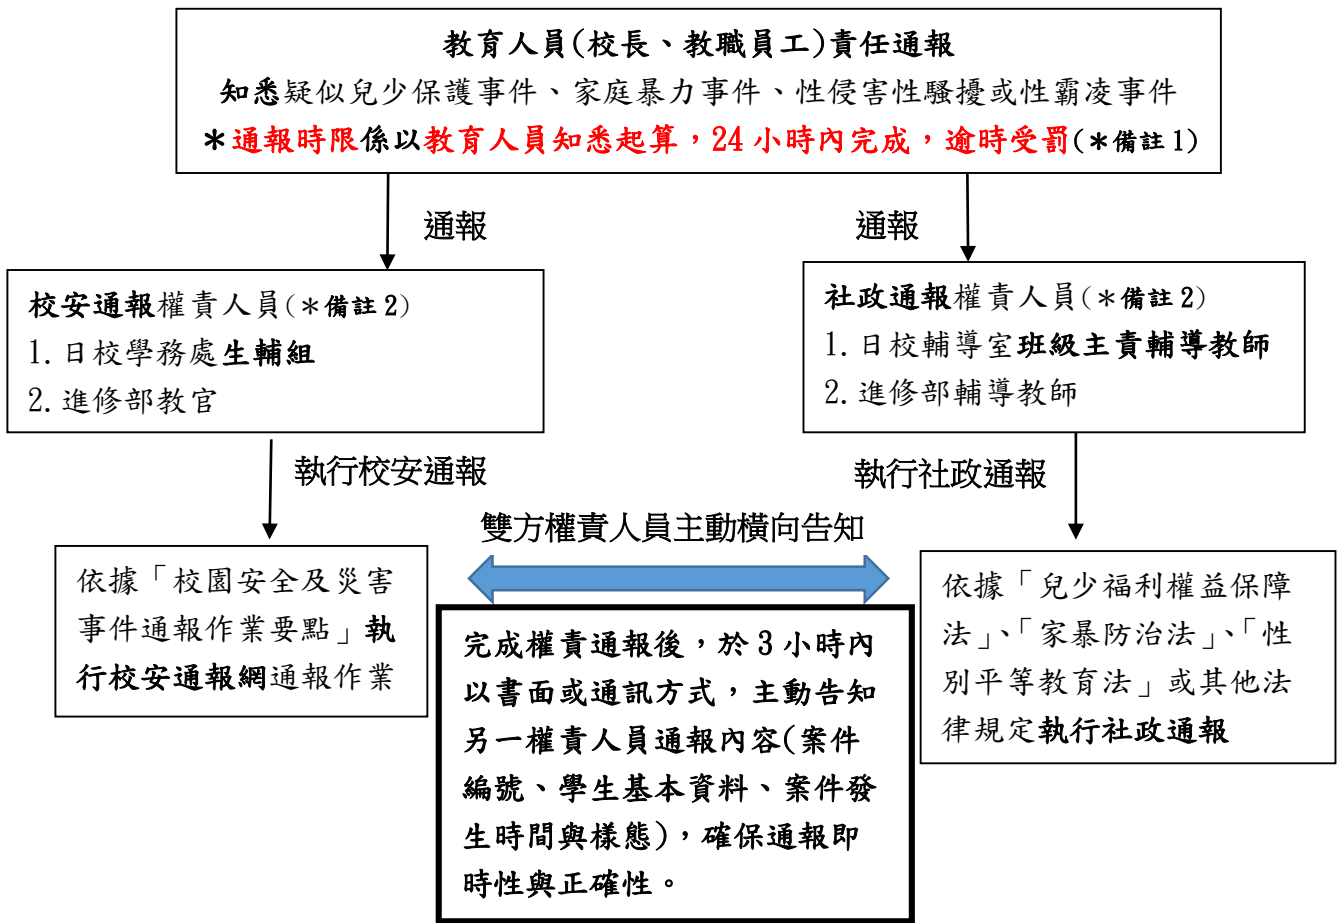 教育人員(校長、教職員工)責任通報
知悉疑似兒少保護事件、家庭暴力事件、性侵害性騷擾或性霸凌事件
＊通報時限係以教育人員知悉起算，24 小時內完成，逾時受罰(＊備註 1)
通報
通報
校安通報權責人員(＊備註 2)
1. 日校學務處生輔組
2. 進修部教官
社政通報權責人員(＊備註 2)
1. 日校輔導室班級主責輔導教師
2. 進修部輔導教師
執行校安通報
執行社政通報
雙方權責人員主動橫向告知
依據「校園安全及災害
事件通報作業要點」執
行校安通報網通報作業
完成權責通報後，於 3 小時內
以書面或通訊方式，主動告知
另一權責人員通報內容(案件
編號、學生基本資料、案件發
生時間與樣態)，確保通報即
時性與正確性。
依據「兒少福利權益保障
法」、「家暴防治法」、「性
別平等教育法」或其他法
律規定執行社政通報